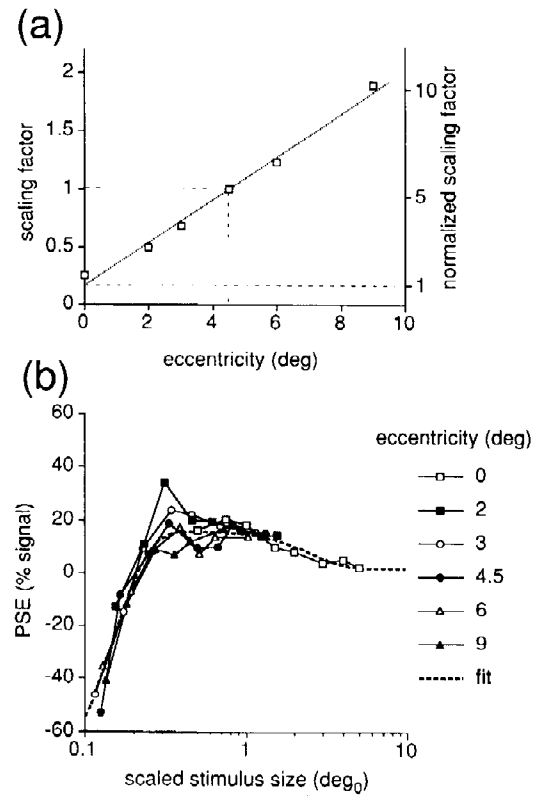 (a)
2
1.5
1
0.5
0
scaling factor
10
5
1
normalized scaling factor
0 2 4 6 8 10
eccentricity (deg)
(b)
60
40
20
0
-20
-40
-60
PSE (% signal)
0.1 1 10
scaled stimulus size (deg0)
eccentricity (deg)
0
2
3
4.5
6
9
fit